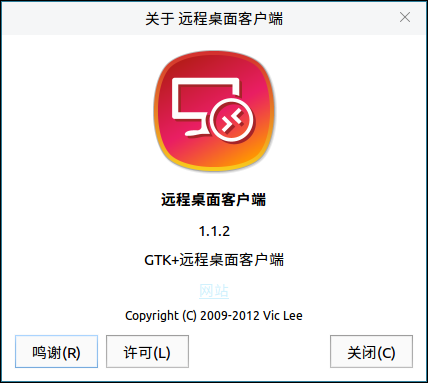 关于 远程桌面客户端
远程桌面客户端
1.1.2
GTK+远程桌面客户端
网站
Copyright (C) 2009-2012 Vic Lee
鸣谢(R) 许可(L) 关闭(C)